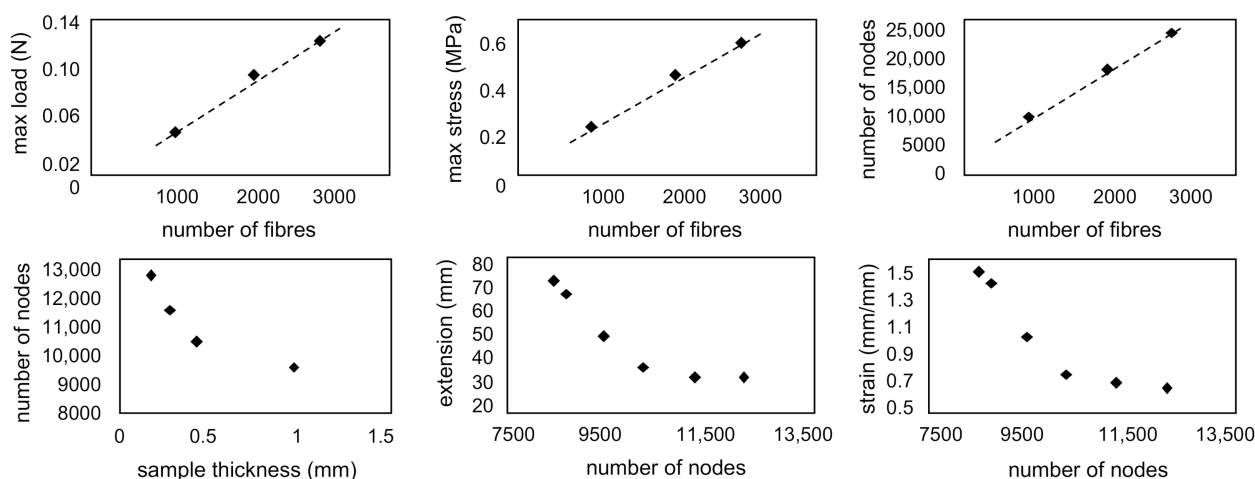 max load (N)
0.14
0.10
0.06
0.02
0
1000 2000 3000
number of fibres
max stress (MPa)
0.6
0.4
0.2
0
1000 2000 3000
number of fibres
number of nodes
25,000
20,000
15,000
10,000
5000
0
1000 2000 3000
number of fibres
number of nodes
13,000
12,000
11,000
10,000
9000
8000
0 0.5 1 1.5
sample thickness (mm)
extension (mm)
80
70
60
50
40
30
20
7500 9500 11,500 13,500
number of nodes
strain (mm/mm)
1.5
1.3
1.1
0.9
0.7
0.5
7500 9500 11,500 13,500
number of nodes